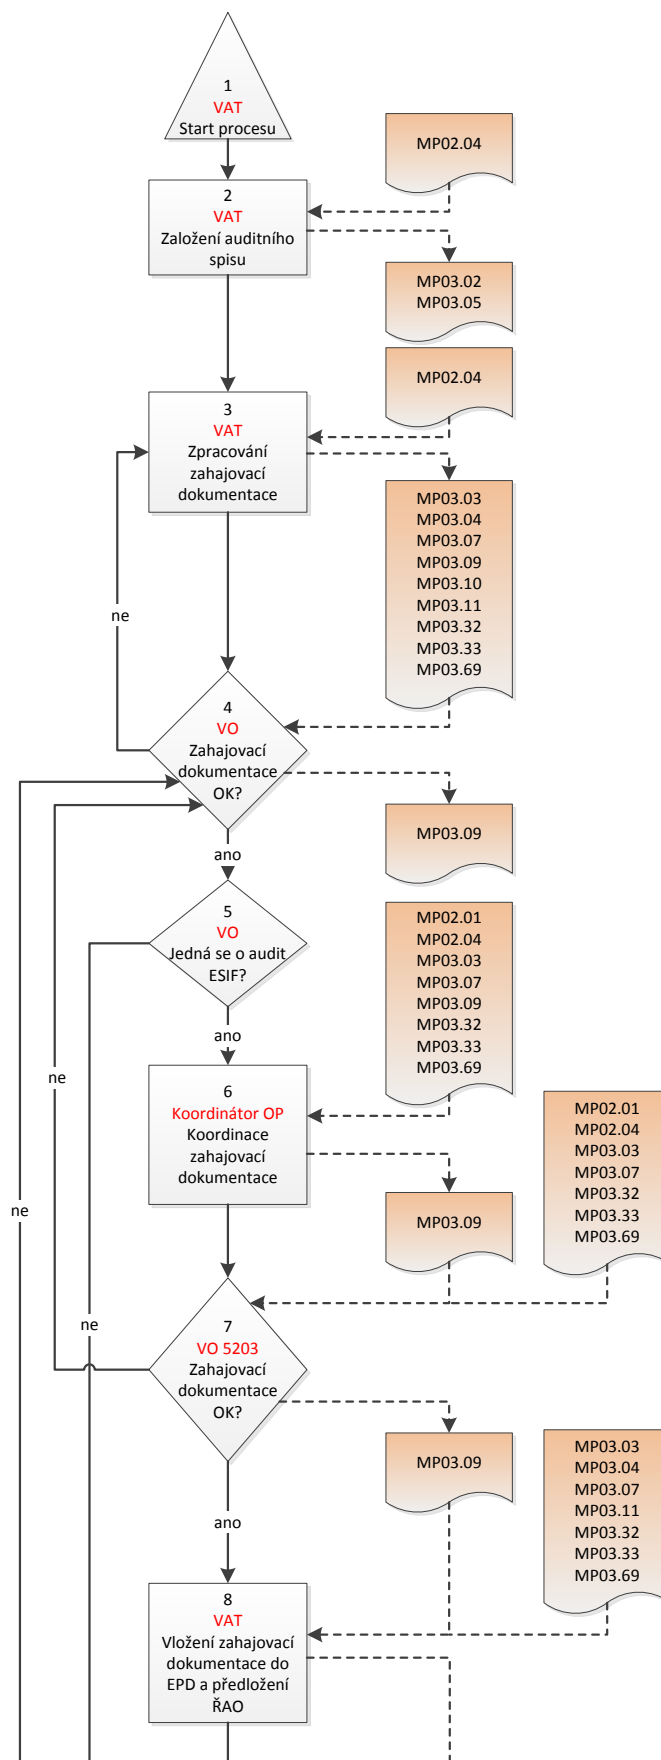 1
VAT
Start procesu
MP02.04
2
VAT
Založení auditního
spisu
MP03.02
MP03.05
MP02.04
3
VAT
Zpracování
zahajovací
dokumentace
MP03.03
MP03.04
MP03.07
MP03.09
MP03.10
MP03.11
MP03.32
MP03.33
MP03.69
ne
4
VO
Zahajovací
dokumentace
OK?
MP03.09
ano
5
VO
Jedná se o audit
ESIF?
MP02.01
MP02.04
MP03.03
MP03.07
MP03.09
MP03.32
MP03.33
MP03.69
ano
ne
6
Koordinátor OP
Koordinace
zahajovací
dokumentace
MP02.01
MP02.04
MP03.03
MP03.07
MP03.32
MP03.33
MP03.69
ne
MP03.09
ne
7
VO 5203
Zahajovací
dokumentace
OK?
MP03.09
MP03.03
MP03.04
MP03.07
MP03.11
MP03.32
MP03.33
MP03.69
ano
8
VAT
Vložení zahajovací
dokumentace do
EPD a předložení
ŘAO